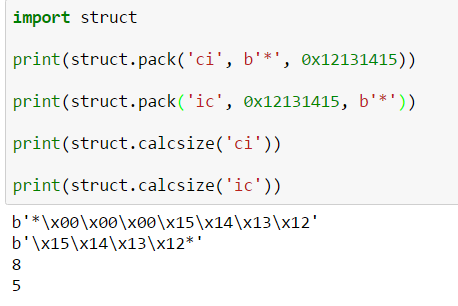 import struct
print(struct.pack('ci', b'*', 0x12131415))
print(struct.pack('ic', 0x12131415, b'*'))
print(struct.calcsize('ci'))
print(struct.calcsize('ic'))
b'*\x00\x00\x00\x15\x14\x13\x12'
b'\x15\x14\x13\x12*'
8
5